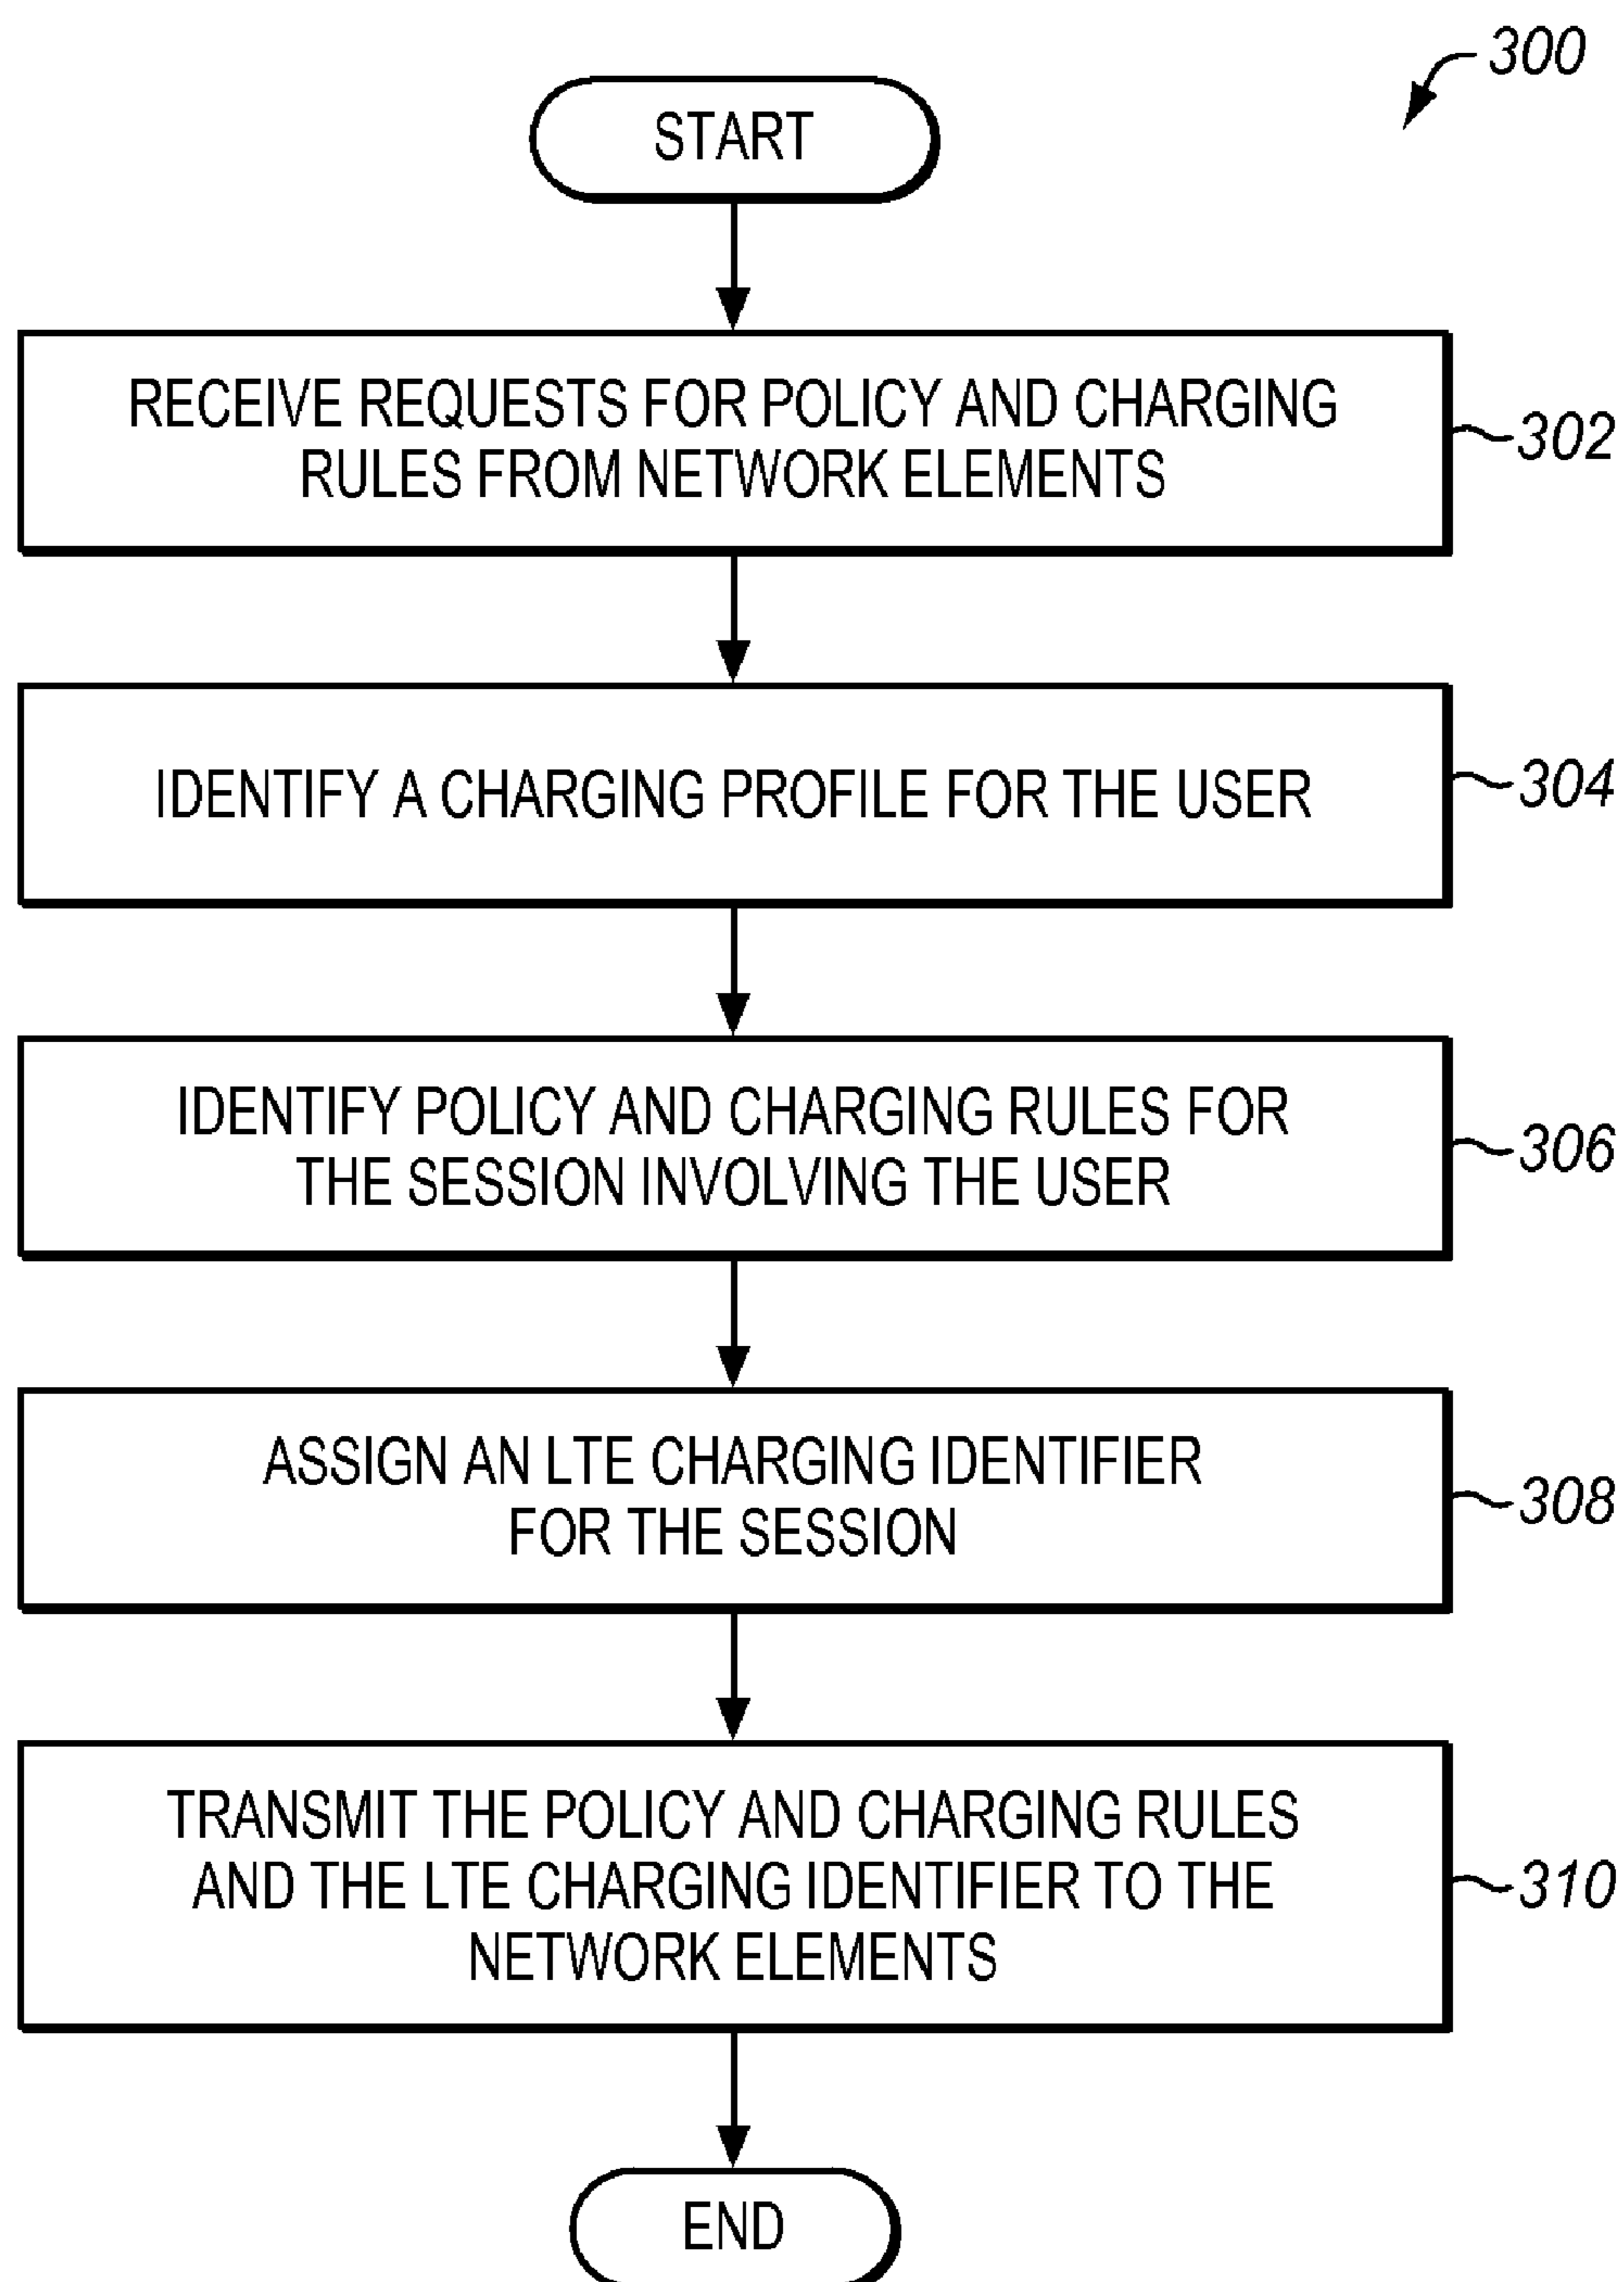 300
START
RECEIVE REQUESTS FOR POLICY AND CHARGING
RULES FROM NETWORK ELEMENTS
302
IDENTIFY A CHARGING PROFILE FOR THE USER
304
IDENTIFY POLICY AND CHARGING RULES FOR
THE SESSION INVOLVING THE USER
306
ASSIGN AN LTE CHARGING IDENTIFIER
FOR THE SESSION
308
TRANSMIT THE POLICY AND CHARGING RULES
AND THE LTE CHARGING IDENTIFIER TO THE
NETWORK ELEMENTS
310
END